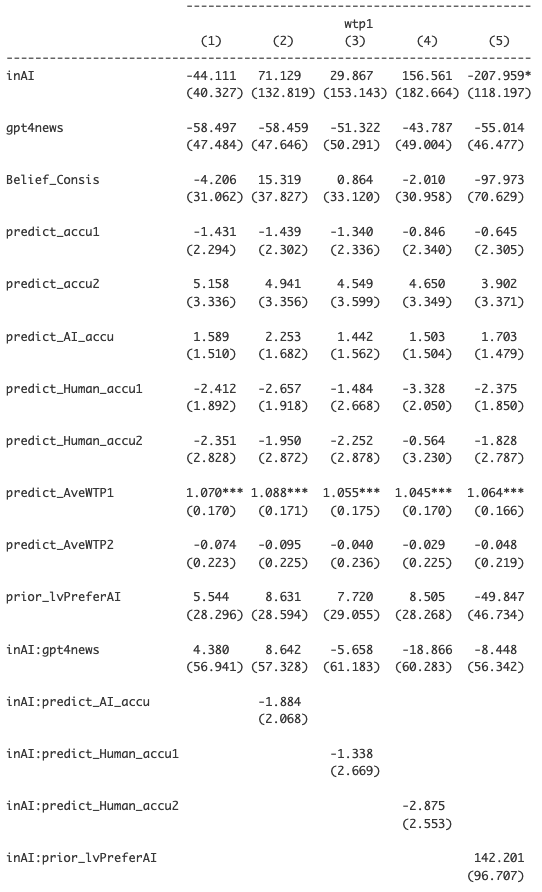 -----------------------------------------------
wtp1
(1) (2) (3) (4) (5)
-----------------------------------------------
inAI -44.111 71.129 29.867 156.561 -207.959*
(40.327) (132.819) (153.143) (182.664) (118.197)
gpt4news -58.497 -58.459 -51.322 -43.787 -55.014
(47.484) (47.646) (50.291) (49.004) (46.477)
Belief_Consis -4.206 15.319 0.864 -2.010 -97.973
(31.062) (37.827) (33.120) (30.958) (70.629)
predict_accu1 -1.431 -1.439 -1.340 -0.846 -0.645
(2.294) (2.302) (2.336) (2.340) (2.305)
predict_accu2 5.158 4.941 4.549 4.650 3.902
(3.336) (3.356) (3.599) (3.349) (3.371)
predict_AI_accu 1.589 2.253 1.442 1.503 1.703
(1.510) (1.682) (1.562) (1.504) (1.479)
predict_Human_accu1 -2.412 -2.657 -1.484 -3.328 -2.375
(1.892) (1.918) (2.668) (2.050) (1.850)
predict_Human_accu2 -2.351 -1.950 -2.252 -0.564 -1.828
(2.828) (2.872) (2.878) (3.230) (2.787)
predict_AveWTP1 1.070*** 1.088*** 1.055*** 1.045*** 1.064***
(0.170) (0.171) (0.175) (0.170) (0.166)
predict_AveWTP2 -0.074 -0.095 -0.040 -0.029 -0.048
(0.223) (0.225) (0.236) (0.225) (0.219)
prior_lvPreferAI 5.544 8.631 7.720 8.505 -49.847
(28.296) (28.594) (29.055) (28.268) (46.734)
inAI:gpt4news 4.380 8.642 -5.658 -18.866 -8.448
(56.941) (57.328) (61.183) (60.283) (56.342)
inAI:predict_AI_accu -1.884
(2.068)
inAI:predict_Human_accu1 -1.338
(2.669)
inAI:predict_Human_accu2 -2.875
(2.553)
inAI:prior_lvPreferAI 142.201
(96.707)